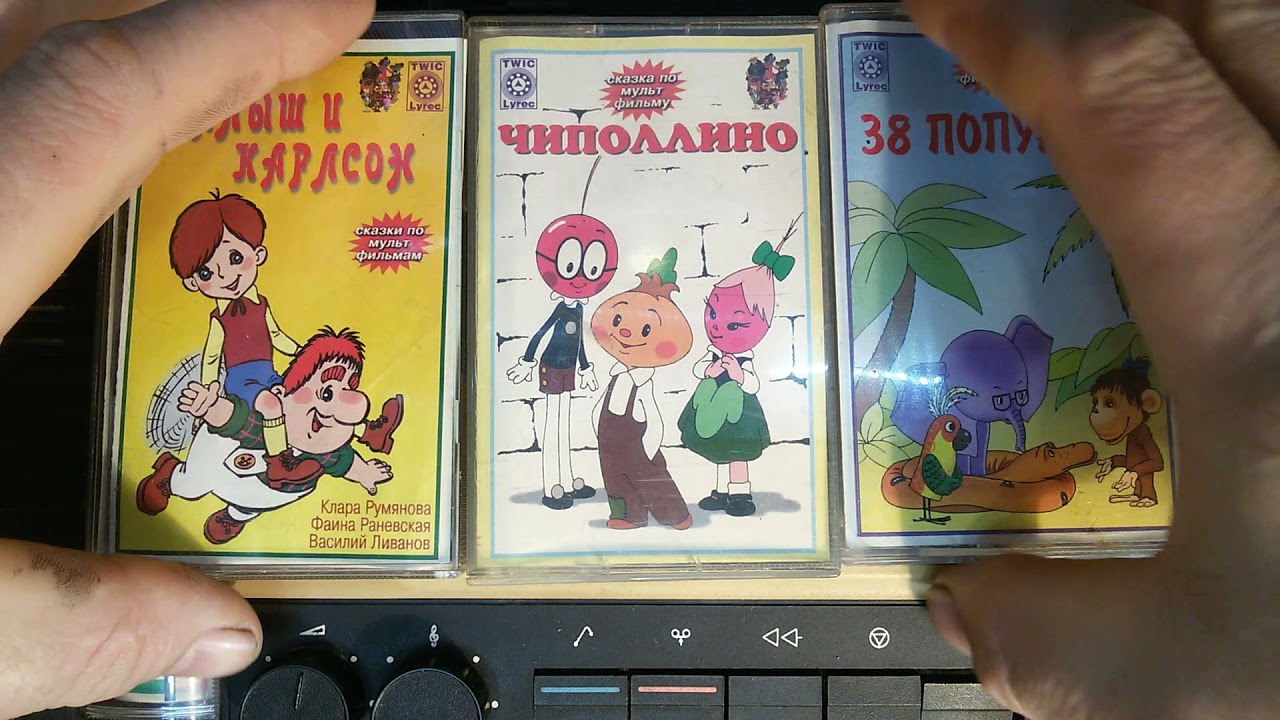 TWIC
Lyrec
ЛЫШ И
КАРЛСОН
сказки по
мульт
фильмам
Клара Румянова
Фаина Раневская
Василий Ливанов
TWIC
Lyrec
сказка по
мульт
фильму
ЧИПОЛЛИНО
TWIC
Lyrec
38 ПОПУ